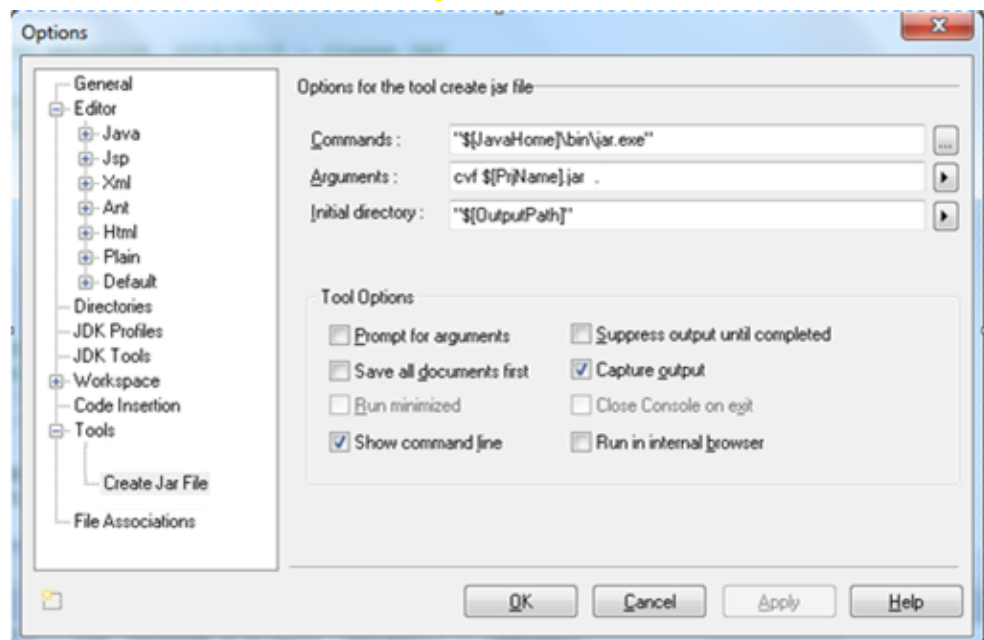 Options
General
Editor
Java
Jsp
Xml
Ant
Html
Plain
Default
Directories
JDK Profiles
JDK Tools
Workspace
Code Insertion
Tools
Create Jar File
File Associations
Options for the tool create jar file
Commands : "$[JavaHome]\bin\jar.exe" ...
Arguments : cvf $[PrjName].jar .
Initial directory : "$[OutputPath]"
Tool Options
Prompt for arguments
Suppress output until completed
Save all documents first
Capture output
Run minimized
Close Console on exit
Show command line
Run in internal browser
OK Cancel Apply Help